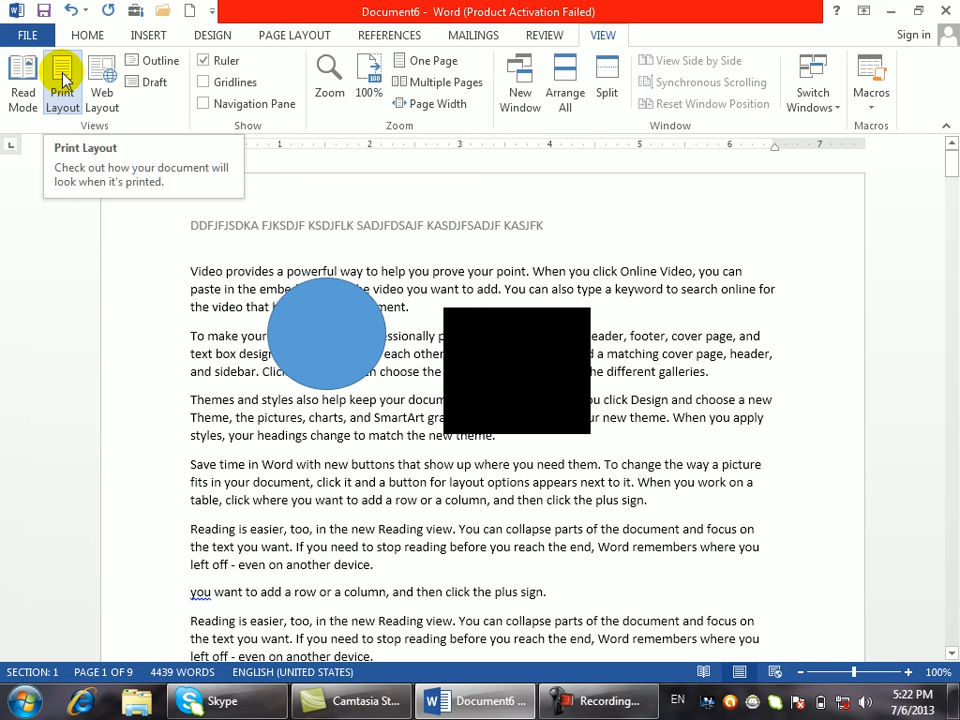 Document6 - Word (Product Activation Failed)
FILE HOME INSERT DESIGN PAGE LAYOUT REFERENCES MAILINGS REVIEW VIEW Sign in
Read Mode
Print Layout
Web Layout
Outline
Draft
Views
Ruler
Gridlines
Navigation Pane
Show
Zoom
100
100%
One Page
Multiple Pages
Page Width
Zoom
New Window
Arrange All
Split
View Side by Side
Synchronous Scrolling
Reset Window Position
Window
Switch Windows
Macros
Macros
Print Layout
Check out how your document will
look when it's printed.
1 2 3 4 5 6 7
DDFJFJSDKA FJKSDJF KSDJFLK SADJFDSAJF KASDJFSADJF KASJFK
Video provides a powerful way to help you prove your point. When you click Online Video, you can
paste in the embe the video you want to add. You can also type a keyword to search online for
the video that ment.
To make your essionally eader, footer, cover page, and
text box desig each other d a matching cover page, header,
and sidebar. Clic choose the the different galleries.
Themes and styles also help keep your docum u click Design and choose a new
Theme, the pictures, charts, and SmartArt gra ur new theme. When you apply
styles, your headings change to match the new theme.
Save time in Word with new buttons that show up where you need them. To change the way a picture
fits in your document, click it and a button for layout options appears next to it. When you work on a
table, click where you want to add a row or a column, and then click the plus sign.
Reading is easier, too, in the new Reading view. You can collapse parts of the document and focus on
the text you want. If you need to stop reading before you reach the end, Word remembers where you
left off - even on another device.
you want to add a row or a column, and then click the plus sign.
Reading is easier, too, in the new Reading view. You can collapse parts of the document and focus on
the text you want. If you need to stop reading before you reach the end, Word remembers where you
left off - even on another device.
SECTION: 1 PAGE 1 OF 9 4439 WORDS ENGLISH (UNITED STATES) 100%
Skype Camtasia St... Document6 ... Recording... EN 5:22 PM
7/6/2013